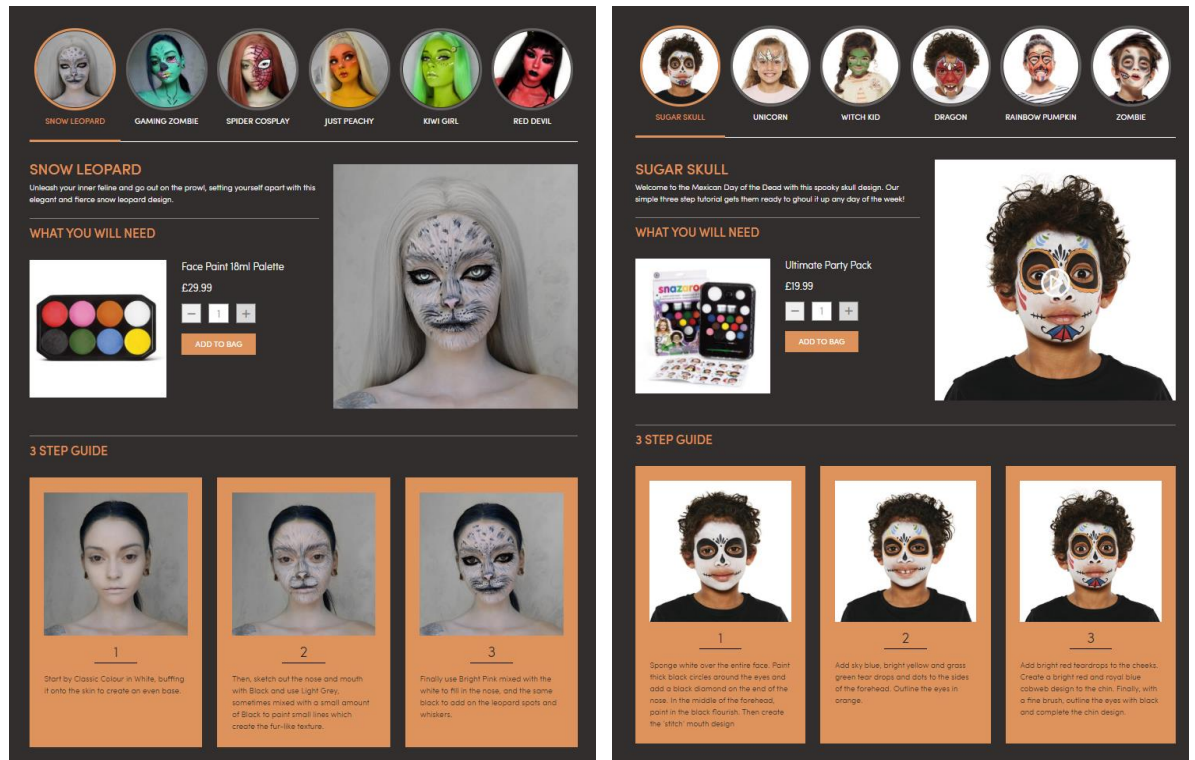 SNOW LEOPARD
GAMING ZOMBIE
SPIDER COSPLAY
JUST PEACHY
KIWI GIRL
RED DEVIL
SNOW LEOPARD
Unleash your inner feline and go out on the prowl, setting yourself apart with this
elegant and fierce snow leopard design.
WHAT YOU WILL NEED
Face Paint 18ml Palette
£29.99
− 1 +
ADD TO BAG
3 STEP GUIDE
1
Start by Classic Colour in White, buffing
it onto the skin to create an even base.
2
Then, sketch out the nose and mouth
with Black and use Light Grey,
sometimes mixed with a small amount
of Black to paint small lines which
create the fur-like texture.
3
Finally use Bright Pink mixed with the
white to fill in the nose, and the same
black to add on the leopard spots and
whiskers.
SUGAR SKULL
UNICORN
WITCH KID
DRAGON
RAINBOW PUMPKIN
ZOMBIE
SUGAR SKULL
Welcome to the Mexican Day of the Dead with this spooky skull design. Our
simple three step tutorial gets them ready to ghoul it up any day of the week!
WHAT YOU WILL NEED
snazaroo
Ultimate Party Pack
£19.99
− 1 +
ADD TO BAG
3 STEP GUIDE
1
Sponge white over the entire face. Paint
thick black circles around the eyes and
add a black diamond on the end of the
nose. In the middle of the forehead,
paint in the black flourish. Then create
the 'stitch' mouth design
2
Add sky blue, bright yellow and grass
green tear drops and dots to the sides
of the forehead. Outline the eyes in
orange.
3
Add bright red teardrops to the cheeks.
Create a bright red and royal blue
cobweb design to the chin. Finally, with
a fine brush, outline the eyes with black
and complete the chin design.